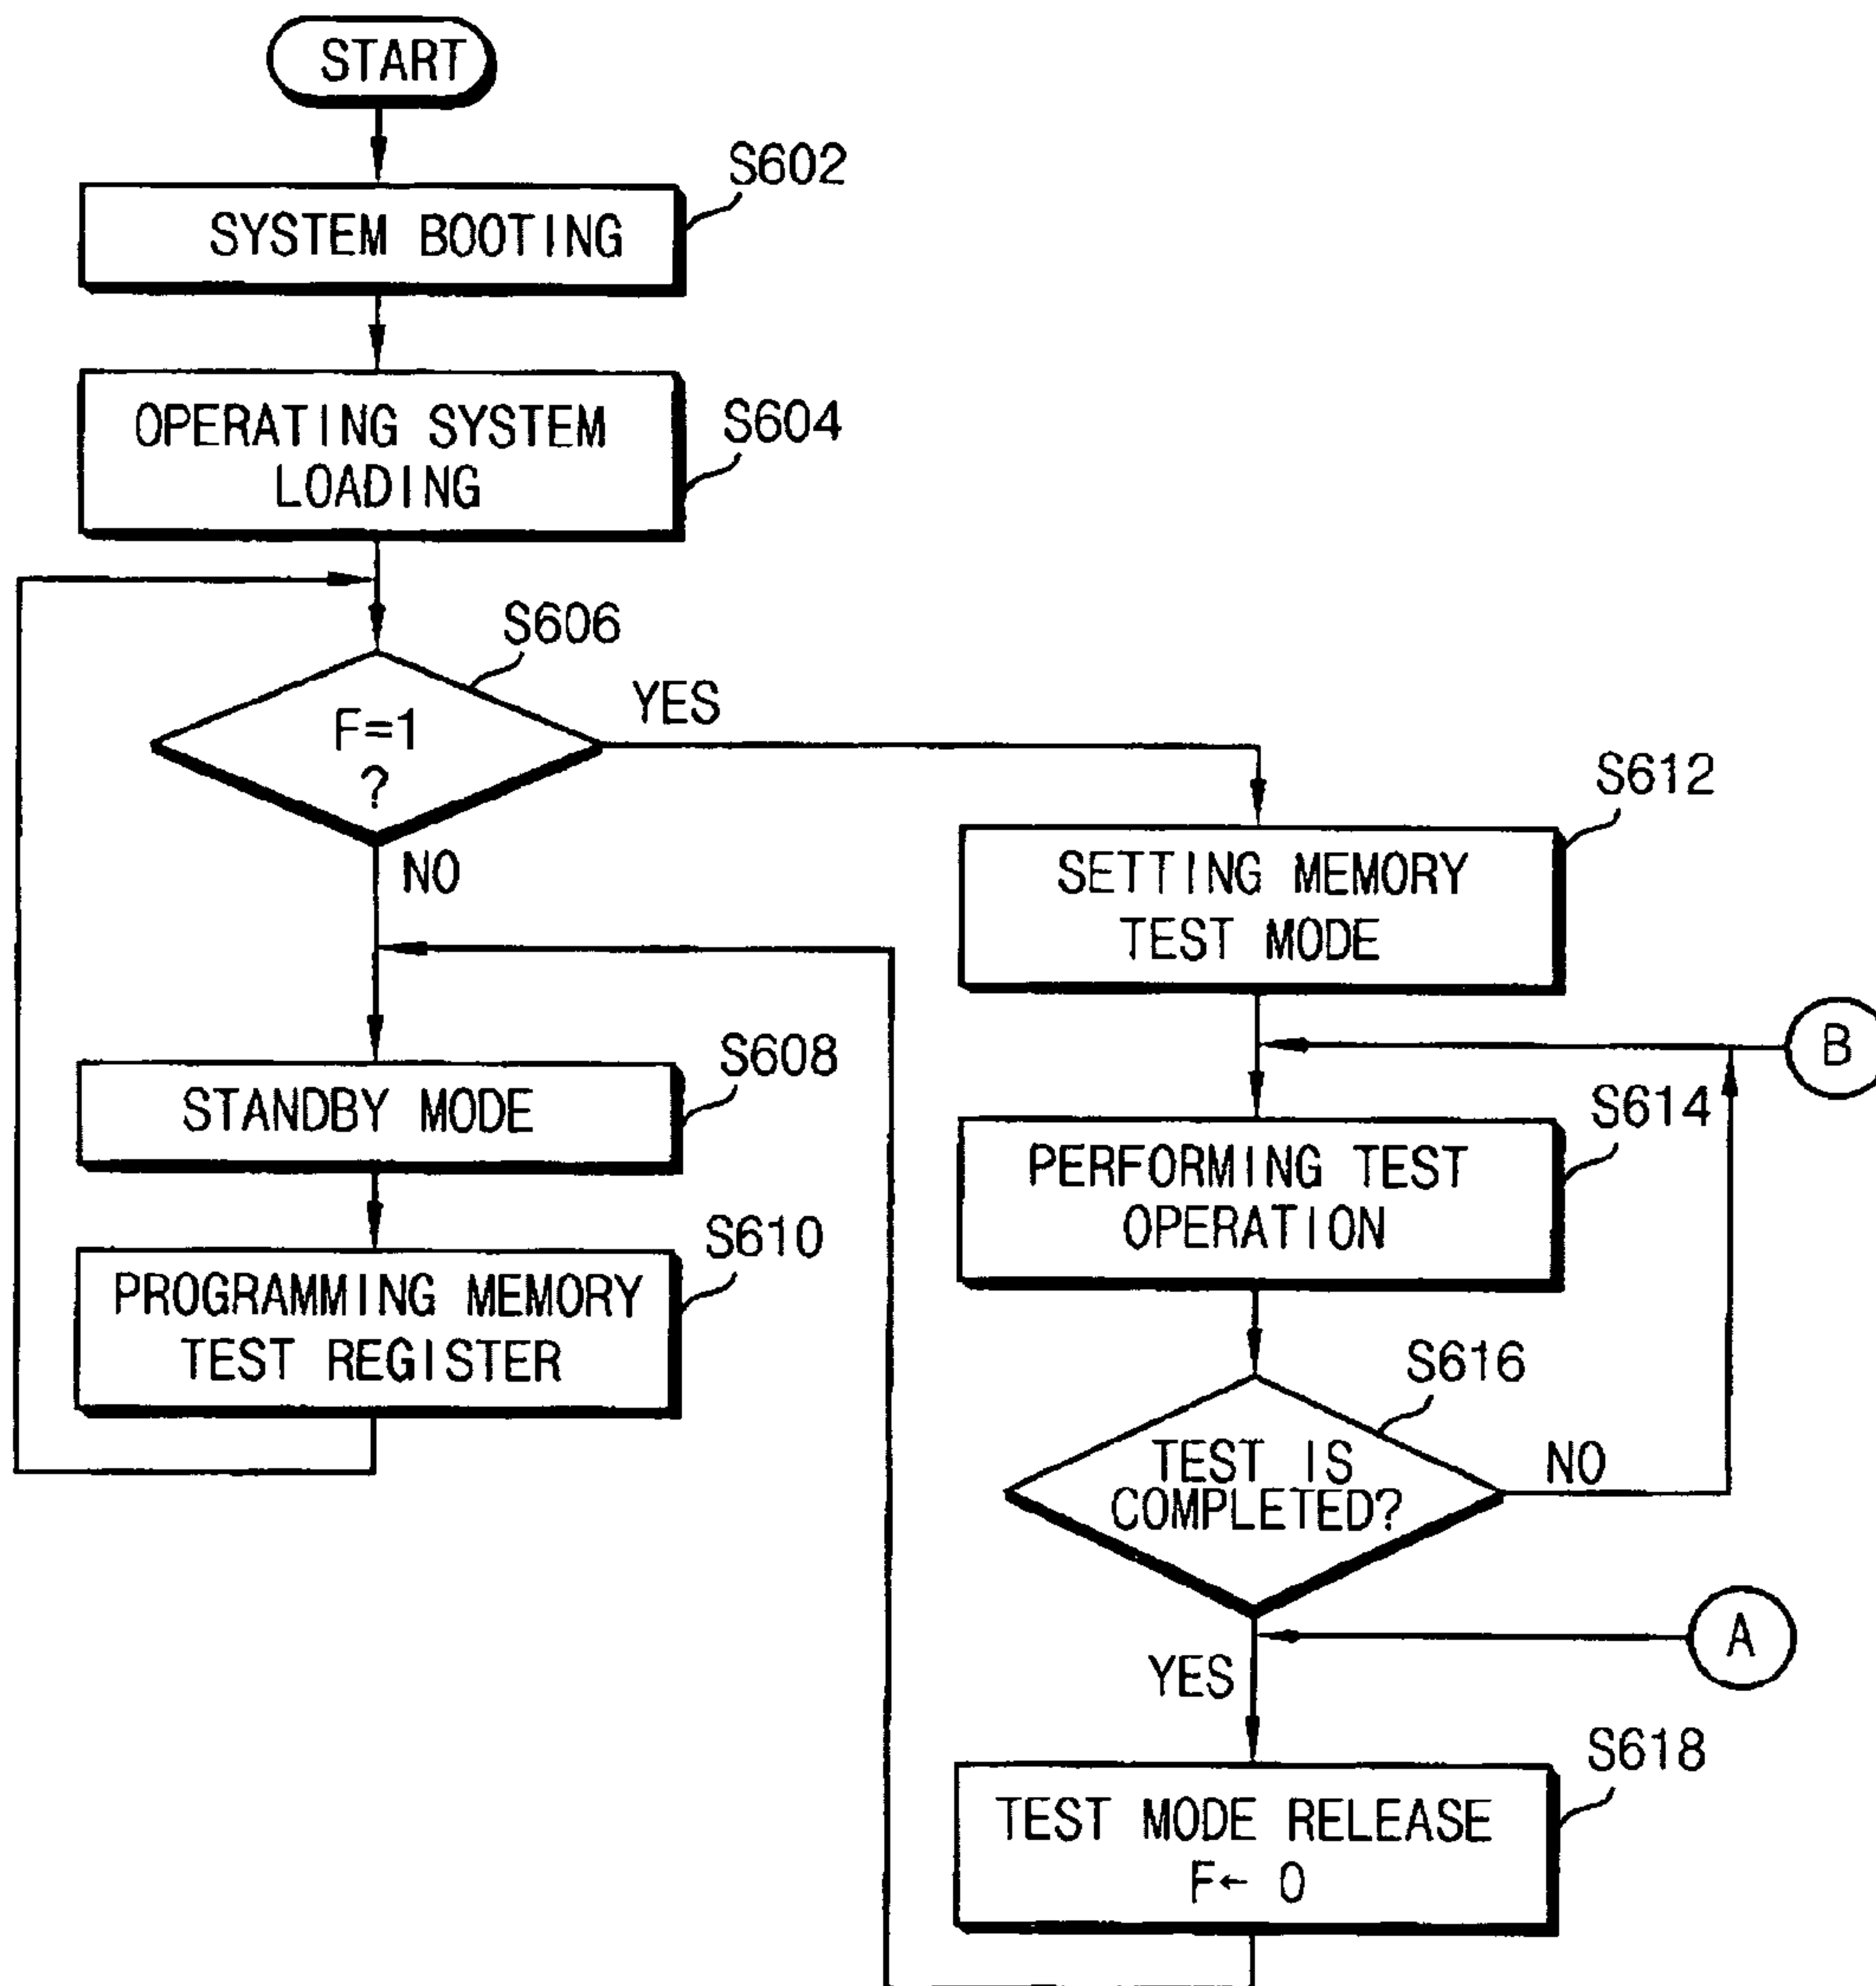 START
S602
SYSTEM BOOTING
S604
OPERATING SYSTEM
LOADING
S606
F=1
?
YES
NO
S608
STANDBY MODE
S610
PROGRAMMING MEMORY
TEST REGISTER
S612
SETTING MEMORY
TEST MODE
B
S614
PERFORMING TEST
OPERATION
S616
TEST IS
COMPLETED?
NO
YES
A
S618
TEST MODE RELEASE
F← 0